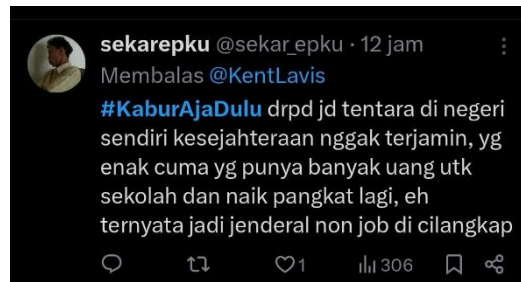 sekarepku @sekar_epku · 12 jam
Membalas @KentLavis
#KaburAjaDulu drpd jd tentara di negeri
sendiri kesejahteraan nggak terjamin, yg
enak cuma yg punya banyak uang utk
sekolah dan naik pangkat lagi, eh
ternyata jadi jenderal non job di cilangkap
1 306